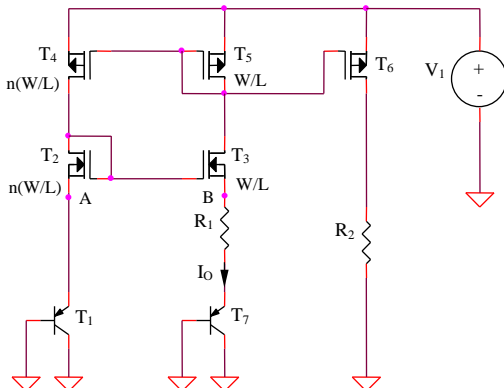 T4
T5
T6
V1
+
-
n(W/L)
W/L
T2
T3
n(W/L)
W/L
A
B
R1
R2
IO
T1
T7